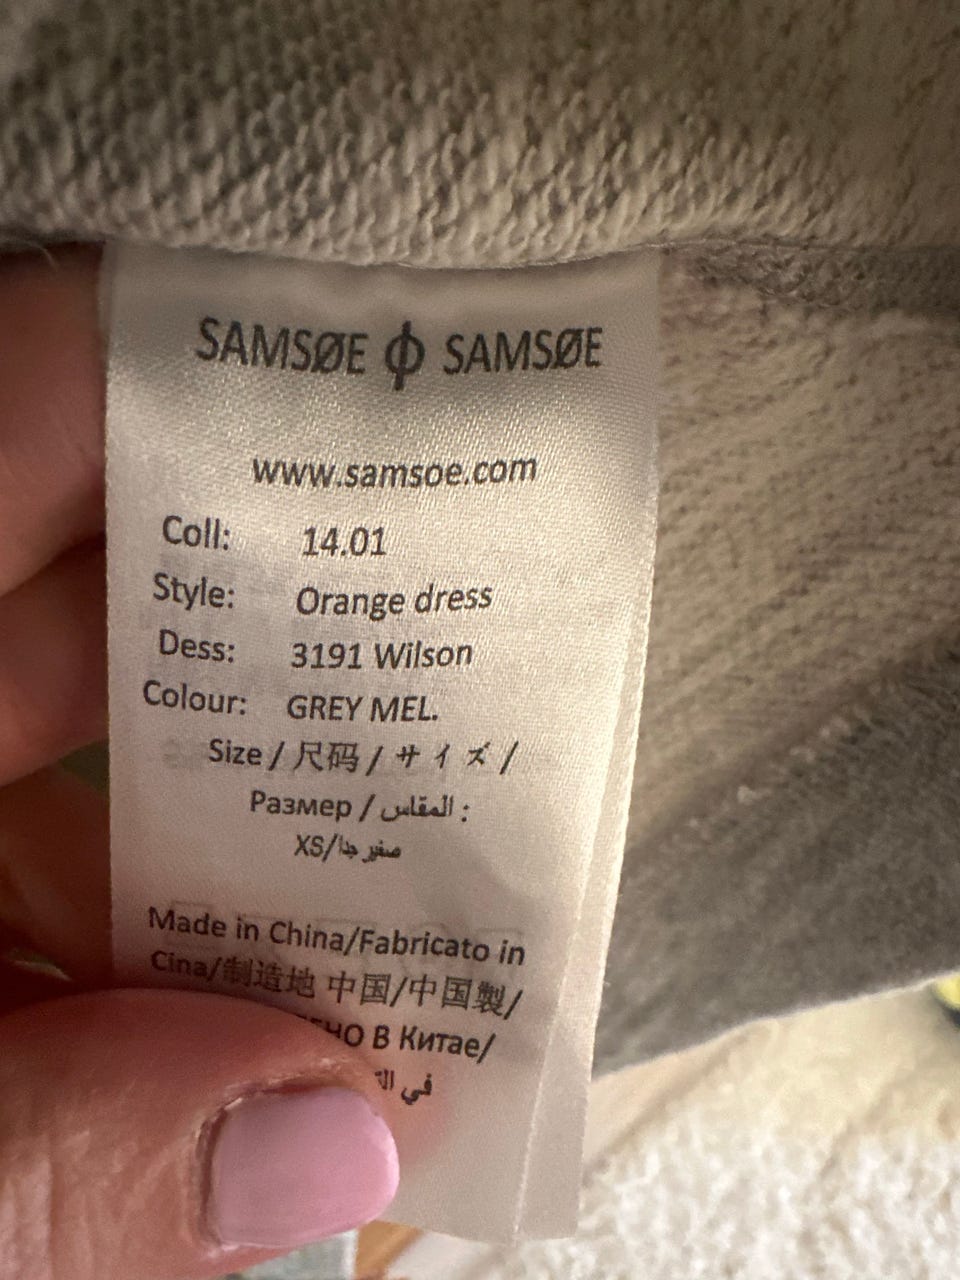 SAMSØE ϕ SAMSØE
www.samsoe.com
Coll: 14.01
Style: Orange dress
Dess: 3191 Wilson
Colour: GREY MEL.
Size / 尺码 / サイズ /
Размер / المقاس :
XS/صغير جدا
Made in China/Fabricato in
Cina/制造地 中国/中国製/
В Китае/
في